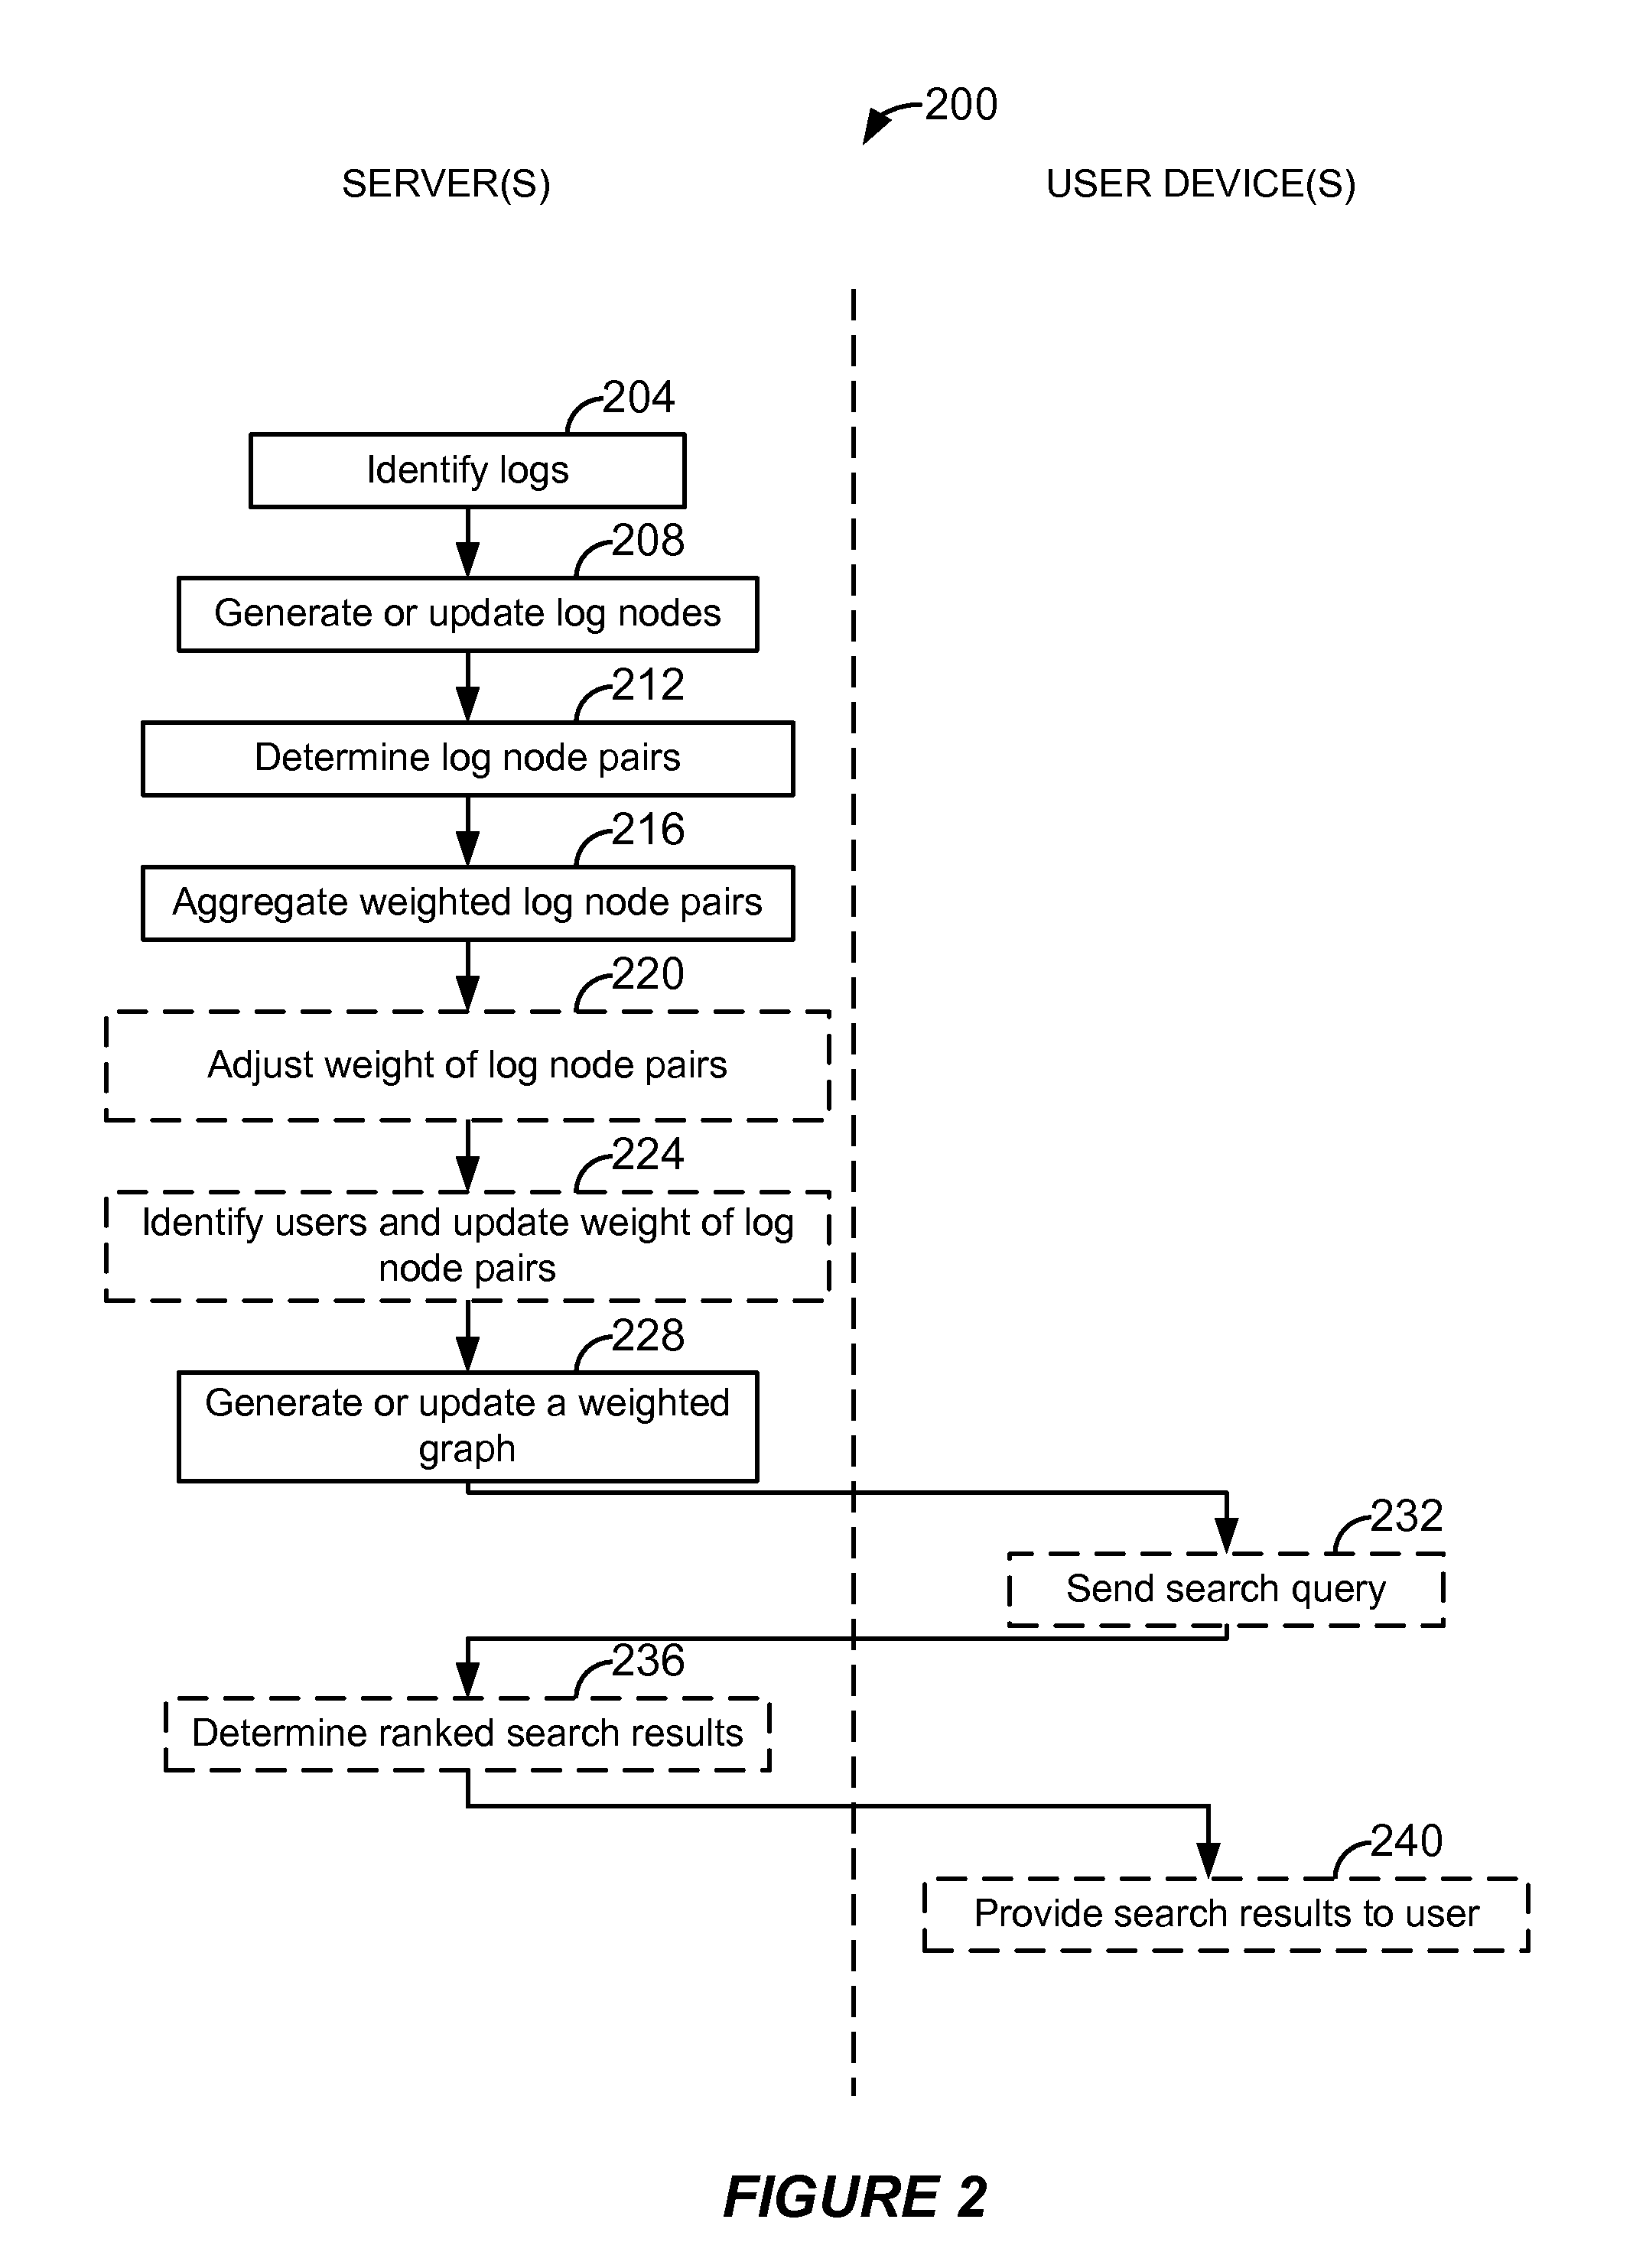 200
SERVER(S)
USER DEVICE(S)
204
Identify logs
208
Generate or update log nodes
212
Determine log node pairs
216
Aggregate weighted log node pairs
220
Adjust weight of log node pairs
224
Identify users and update weight of log
node pairs
228
Generate or update a weighted
graph
232
Send search query
236
Determine ranked search results
240
Provide search results to user
FIGURE 2